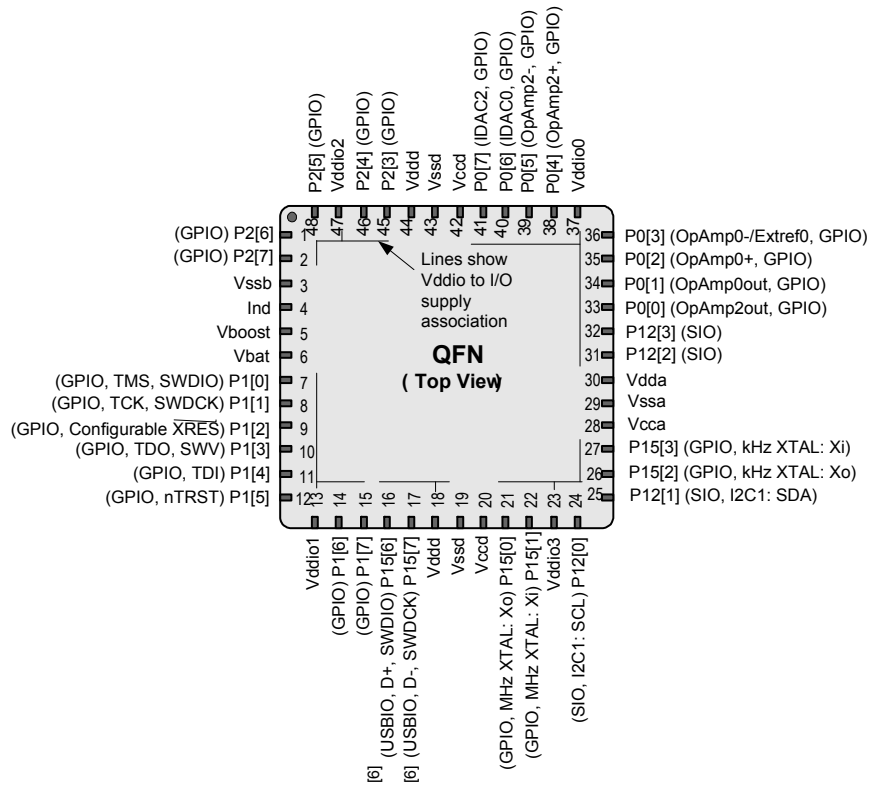 P2[5] (GPIO)
Vddio2
P2[4] (GPIO)
P2[3] (GPIO)
Vddd
Vssd
Vccd
P0[7] (IDAC2, GPIO)
P0[6] (IDAC0, GPIO)
P0[5] (OpAmp2-, GPIO)
P0[4] (OpAmp2+, GPIO)
Vddio0
48
47
46
45
44
43
42
41
40
39
38
37
(GPIO) P2[6]
1
(GPIO) P2[7]
2
Vssb
3
Ind
4
Vboost
5
Vbat
6
(GPIO, TMS, SWDIO) P1[0]
7
(GPIO, TCK, SWDCK) P1[1]
8
(GPIO, Configurable XRES) P1[2]
9
(GPIO, TDO, SWV) P1[3]
10
(GPIO, TDI) P1[4]
11
(GPIO, nTRST) P1[5]
12
Lines show
Vddio to I/O
supply
association
QFN
( Top View)
36
P0[3] (OpAmp0-/Extref0, GPIO)
35
P0[2] (OpAmp0+, GPIO)
34
P0[1] (OpAmp0out, GPIO)
33
P0[0] (OpAmp2out, GPIO)
32
P12[3] (SIO)
31
P12[2] (SIO)
30
Vdda
29
Vssa
28
Vcca
27
P15[3] (GPIO, kHz XTAL: Xi)
26
P15[2] (GPIO, kHz XTAL: Xo)
25
P12[1] (SIO, I2C1: SDA)
13
14
15
16
17
18
19
20
21
22
23
24
Vddio1
(GPIO) P1[6]
(GPIO) P1[7]
[6] (USBIO, D+, SWDIO) P15[6]
[6] (USBIO, D-, SWDCK) P15[7]
Vddd
Vssd
Vccd
(GPIO, MHz XTAL: Xo) P15[0]
(GPIO, MHz XTAL: Xi) P15[1]
Vddio3
(SIO, I2C1: SCL) P12[0]